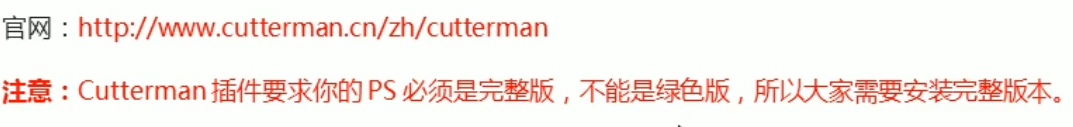 官网：http://www.cutterman.cn/zh/cutterman
注意：Cutterman 插件要求你的 PS 必须是完整版，不能是绿色版，所以大家需要安装完整版本。